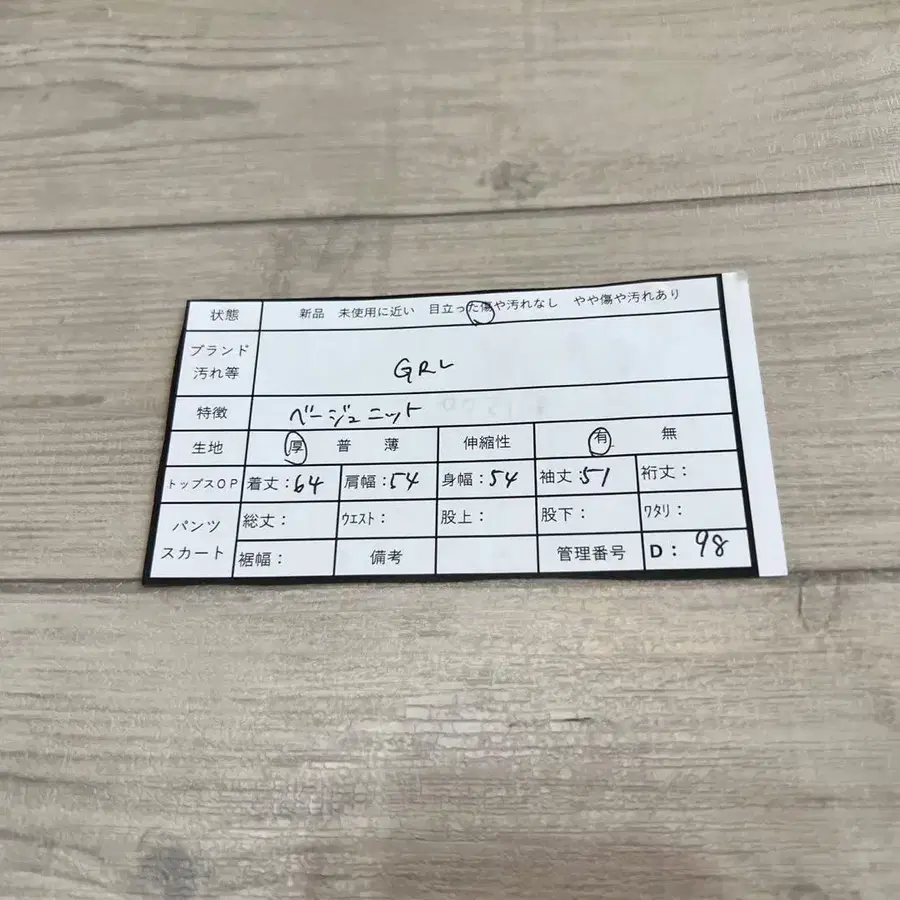 状態 新品 未使用に近い 目立った傷や汚れなし やや傷や汚れあり
ブランド
汚れ等 GRL
特徴 ベージュ ニット
生地 厚 普 薄 伸縮性 有 無
トップスOP 着丈:64 肩幅:54 身幅:54 袖丈:51 裄丈:
パンツ
スカート
総丈: ウエスト: 股上: 股下: ワタリ:
裾幅: 備考 管理番号 D: 98